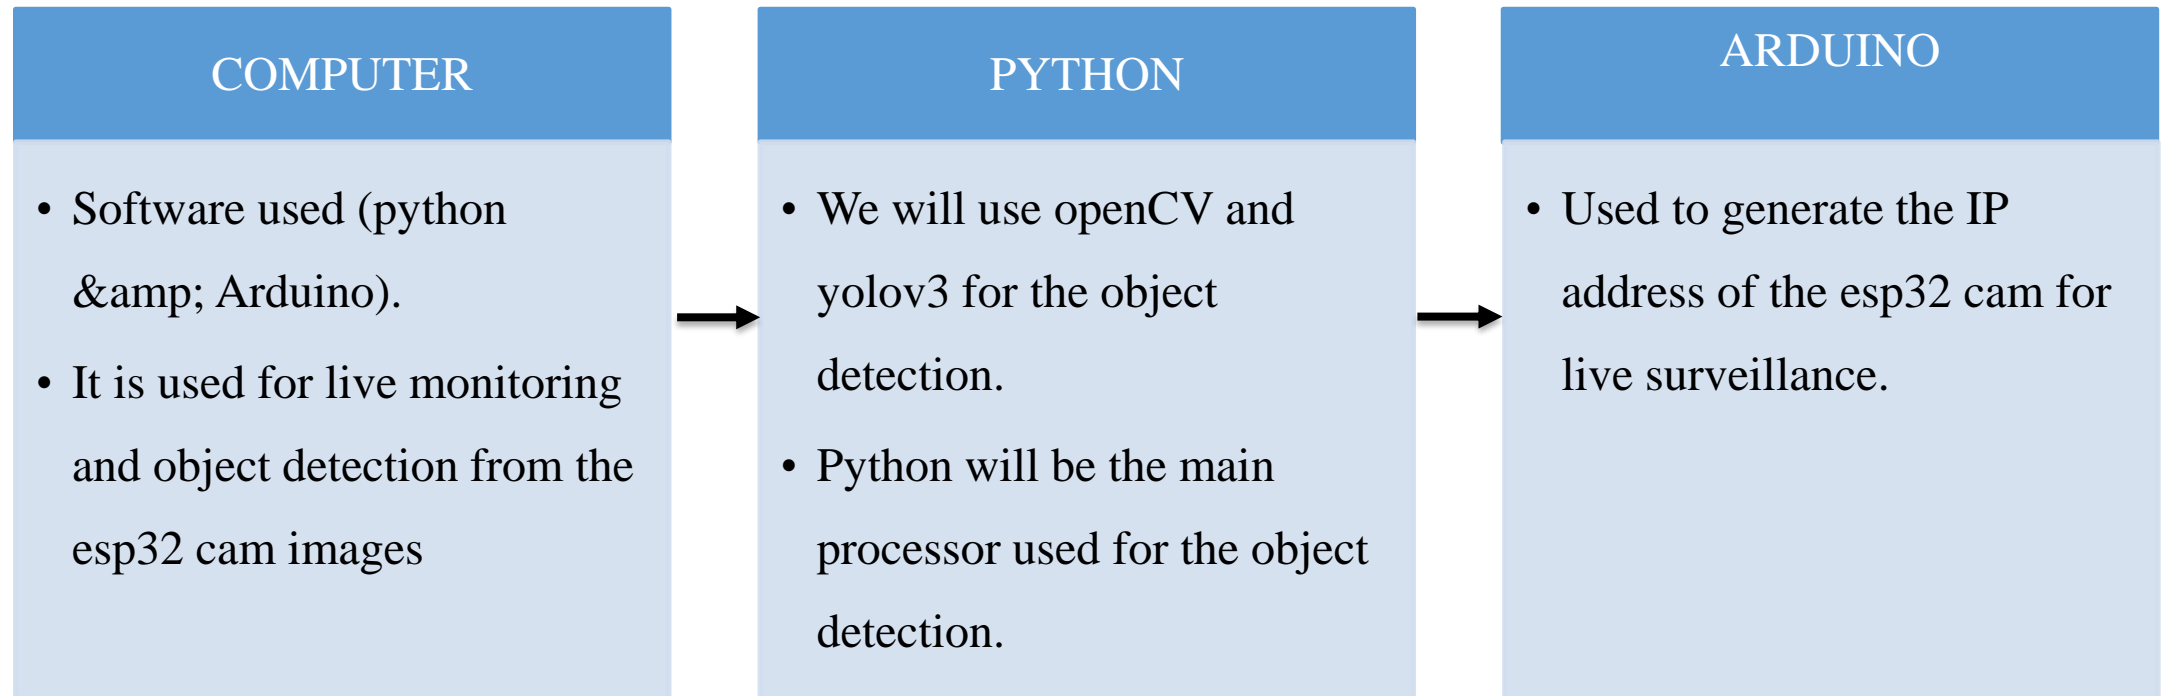 COMPUTER
• Software used (python
&amp; Arduino).
• It is used for live monitoring
and object detection from the
esp32 cam images
PYTHON
• We will use openCV and
yolov3 for the object
detection.
• Python will be the main
processor used for the object
detection.
ARDUINO
• Used to generate the IP
address of the esp32 cam for
live surveillance.